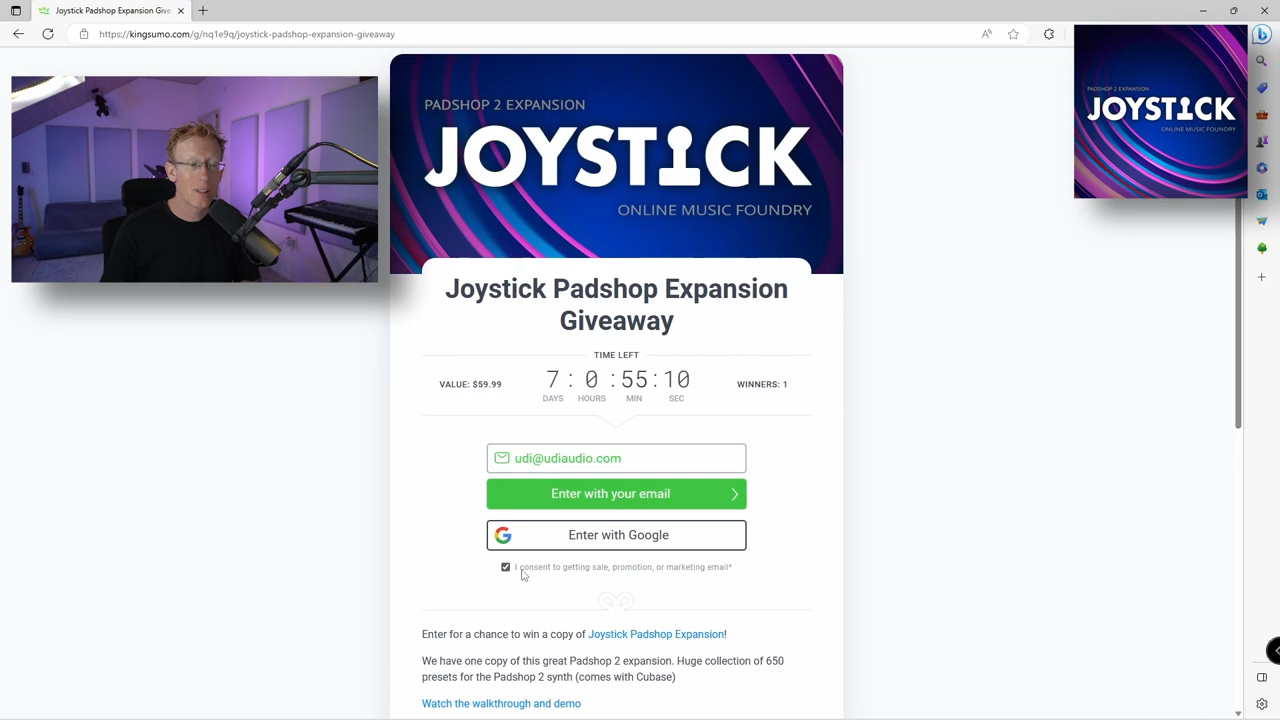 Joystick Padshop Expansion Give
https://kingsumo.com/g/nq1e9q/joystick-padshop-expansion-giveaway
PADSHOP 2 EXPANSION
JOYSTICK
ONLINE MUSIC FOUNDRY
PADSHOP 2 EXPANSION
JOYSTICK
ONLINE MUSIC FOUNDRY
Joystick Padshop Expansion
Giveaway
TIME LEFT
VALUE: $59.99
7 : 0 : 55 : 10
WINNERS: 1
DAYS HOURS MIN SEC
udi@udiaudio.com
Enter with your email
Enter with Google
I consent to getting sale, promotion, or marketing email*
Enter for a chance to win a copy of Joystick Padshop Expansion!
We have one copy of this great Padshop 2 expansion. Huge collection of 650
presets for the Padshop 2 synth (comes with Cubase)
Watch the walkthrough and demo